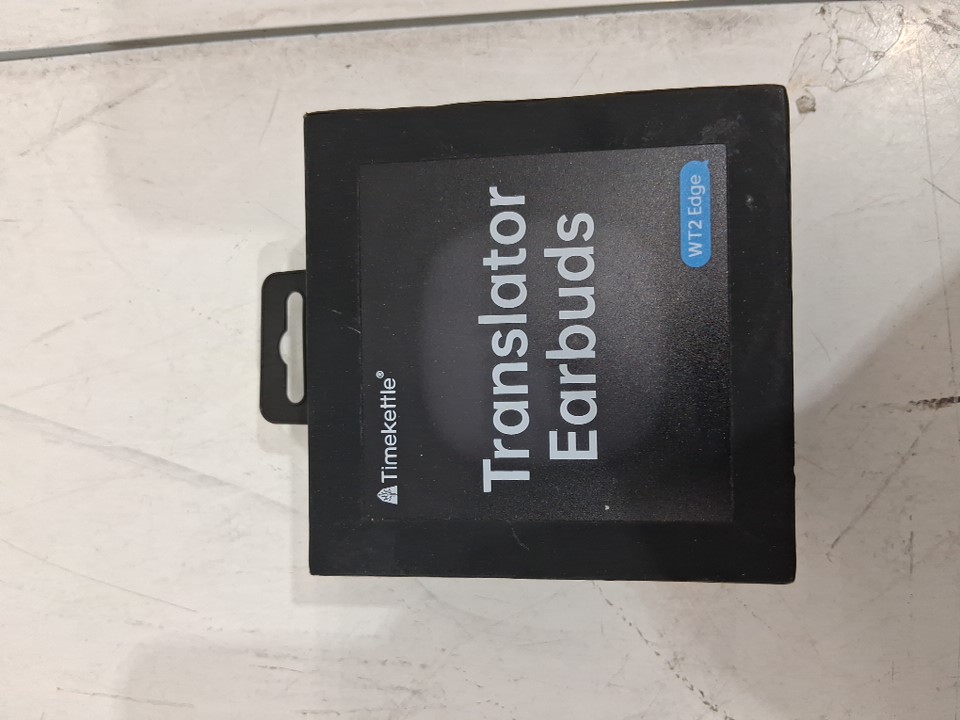 Timekettle®
Translator
Earbuds
WT2 Edge